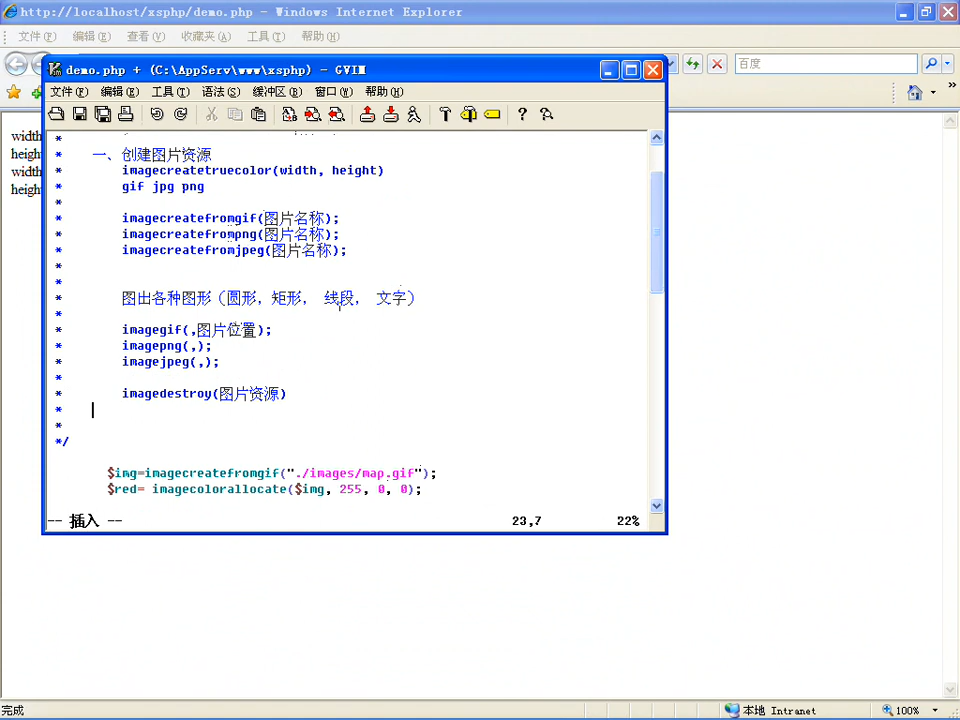 http://localhost/xsphp/demo.php - Windows Internet Explorer
文件(F) 编辑(E) 查看(V) 收藏夹(A) 工具(T) 帮助(H)
百度
demo.php + (C:\AppServ\www\xsphp) - GVIM
文件(F) 编辑(E) 工具(T) 语法(S) 缓冲区(B) 窗口(W) 帮助(H)
width
height
width
height
*
* 一、创建图片资源
* imagecreatetruecolor(width, height)
* gif jpg png
*
* imagecreatefromgif(图片名称);
* imagecreatefrompng(图片名称);
* imagecreatefromjpeg(图片名称);
*
*
* 图出各种图形（圆形，矩形， 线段， 文字）
*
* imagegif(,图片位置);
* imagepng(,);
* imagejpeg(,);
*
* imagedestroy(图片资源)
*
*
*/
$img=imagecreatefromgif("./images/map.gif");
$red= imagecolorallocate($img, 255, 0, 0);
-- 插入 -- 23,7 22%
完成 本地 Intranet 100%